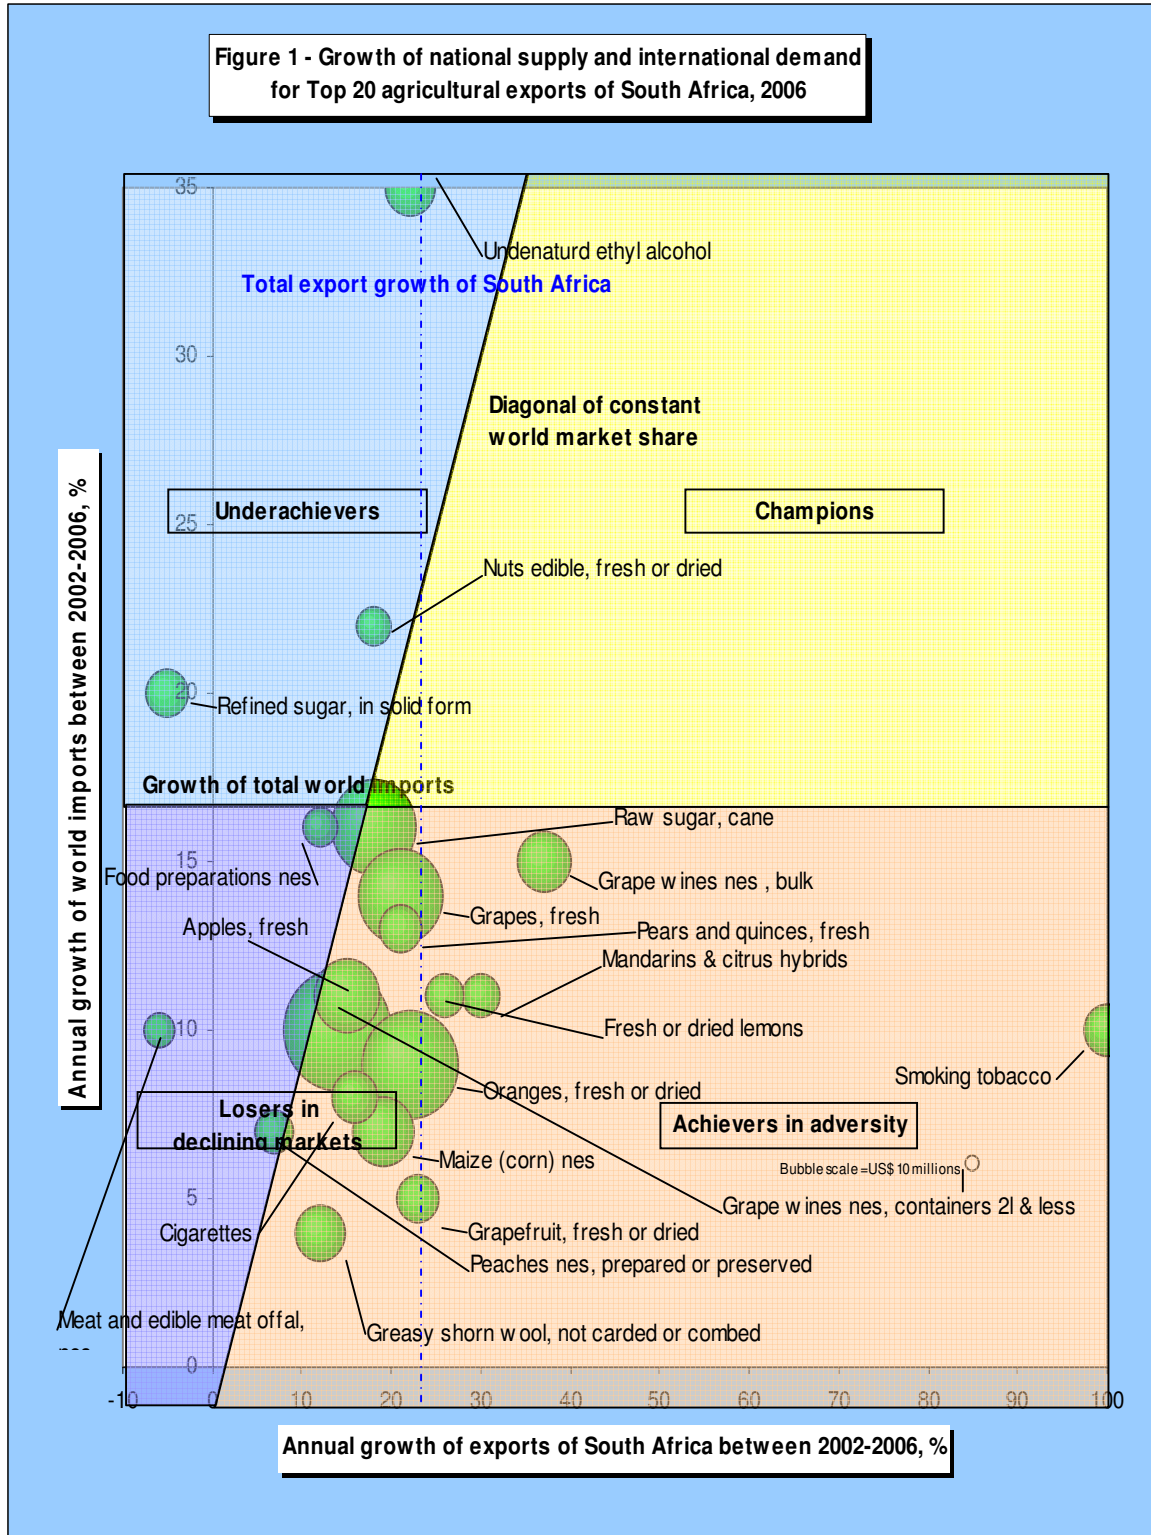 Figure 1 - Growth of national supply and international demand
for Top 20 agricultural exports of South Africa, 2006
35
Undenaturd ethyl alcohol
Total export growth of South Africa
30
Diagonal of constant
world market share
Underachievers
Champions
25
Nuts edible, fresh or dried
20
Refined sugar, in solid form
Growth of total world imports
Raw sugar, cane
15
Food preparations nes
Grape wines nes , bulk
Grapes, fresh
Apples, fresh
Pears and quinces, fresh
Mandarins & citrus hybrids
10
Fresh or dried lemons
Smoking tobacco
Oranges, fresh or dried
Losers in
declining markets
Achievers in adversity
Maize (corn) nes
Bubble scale =US$ 10 millions
5
Grape wines nes, containers 2l & less
Cigarettes
Grapefruit, fresh or dried
Peaches nes, prepared or preserved
Meat and edible meat offal,
Greasy shorn wool, not carded or combed
0
-10 0 10 20 30 40 50 60 70 80 90 100
Annual growth of world imports between 2002-2006, %
Annual growth of exports of South Africa between 2002-2006, %